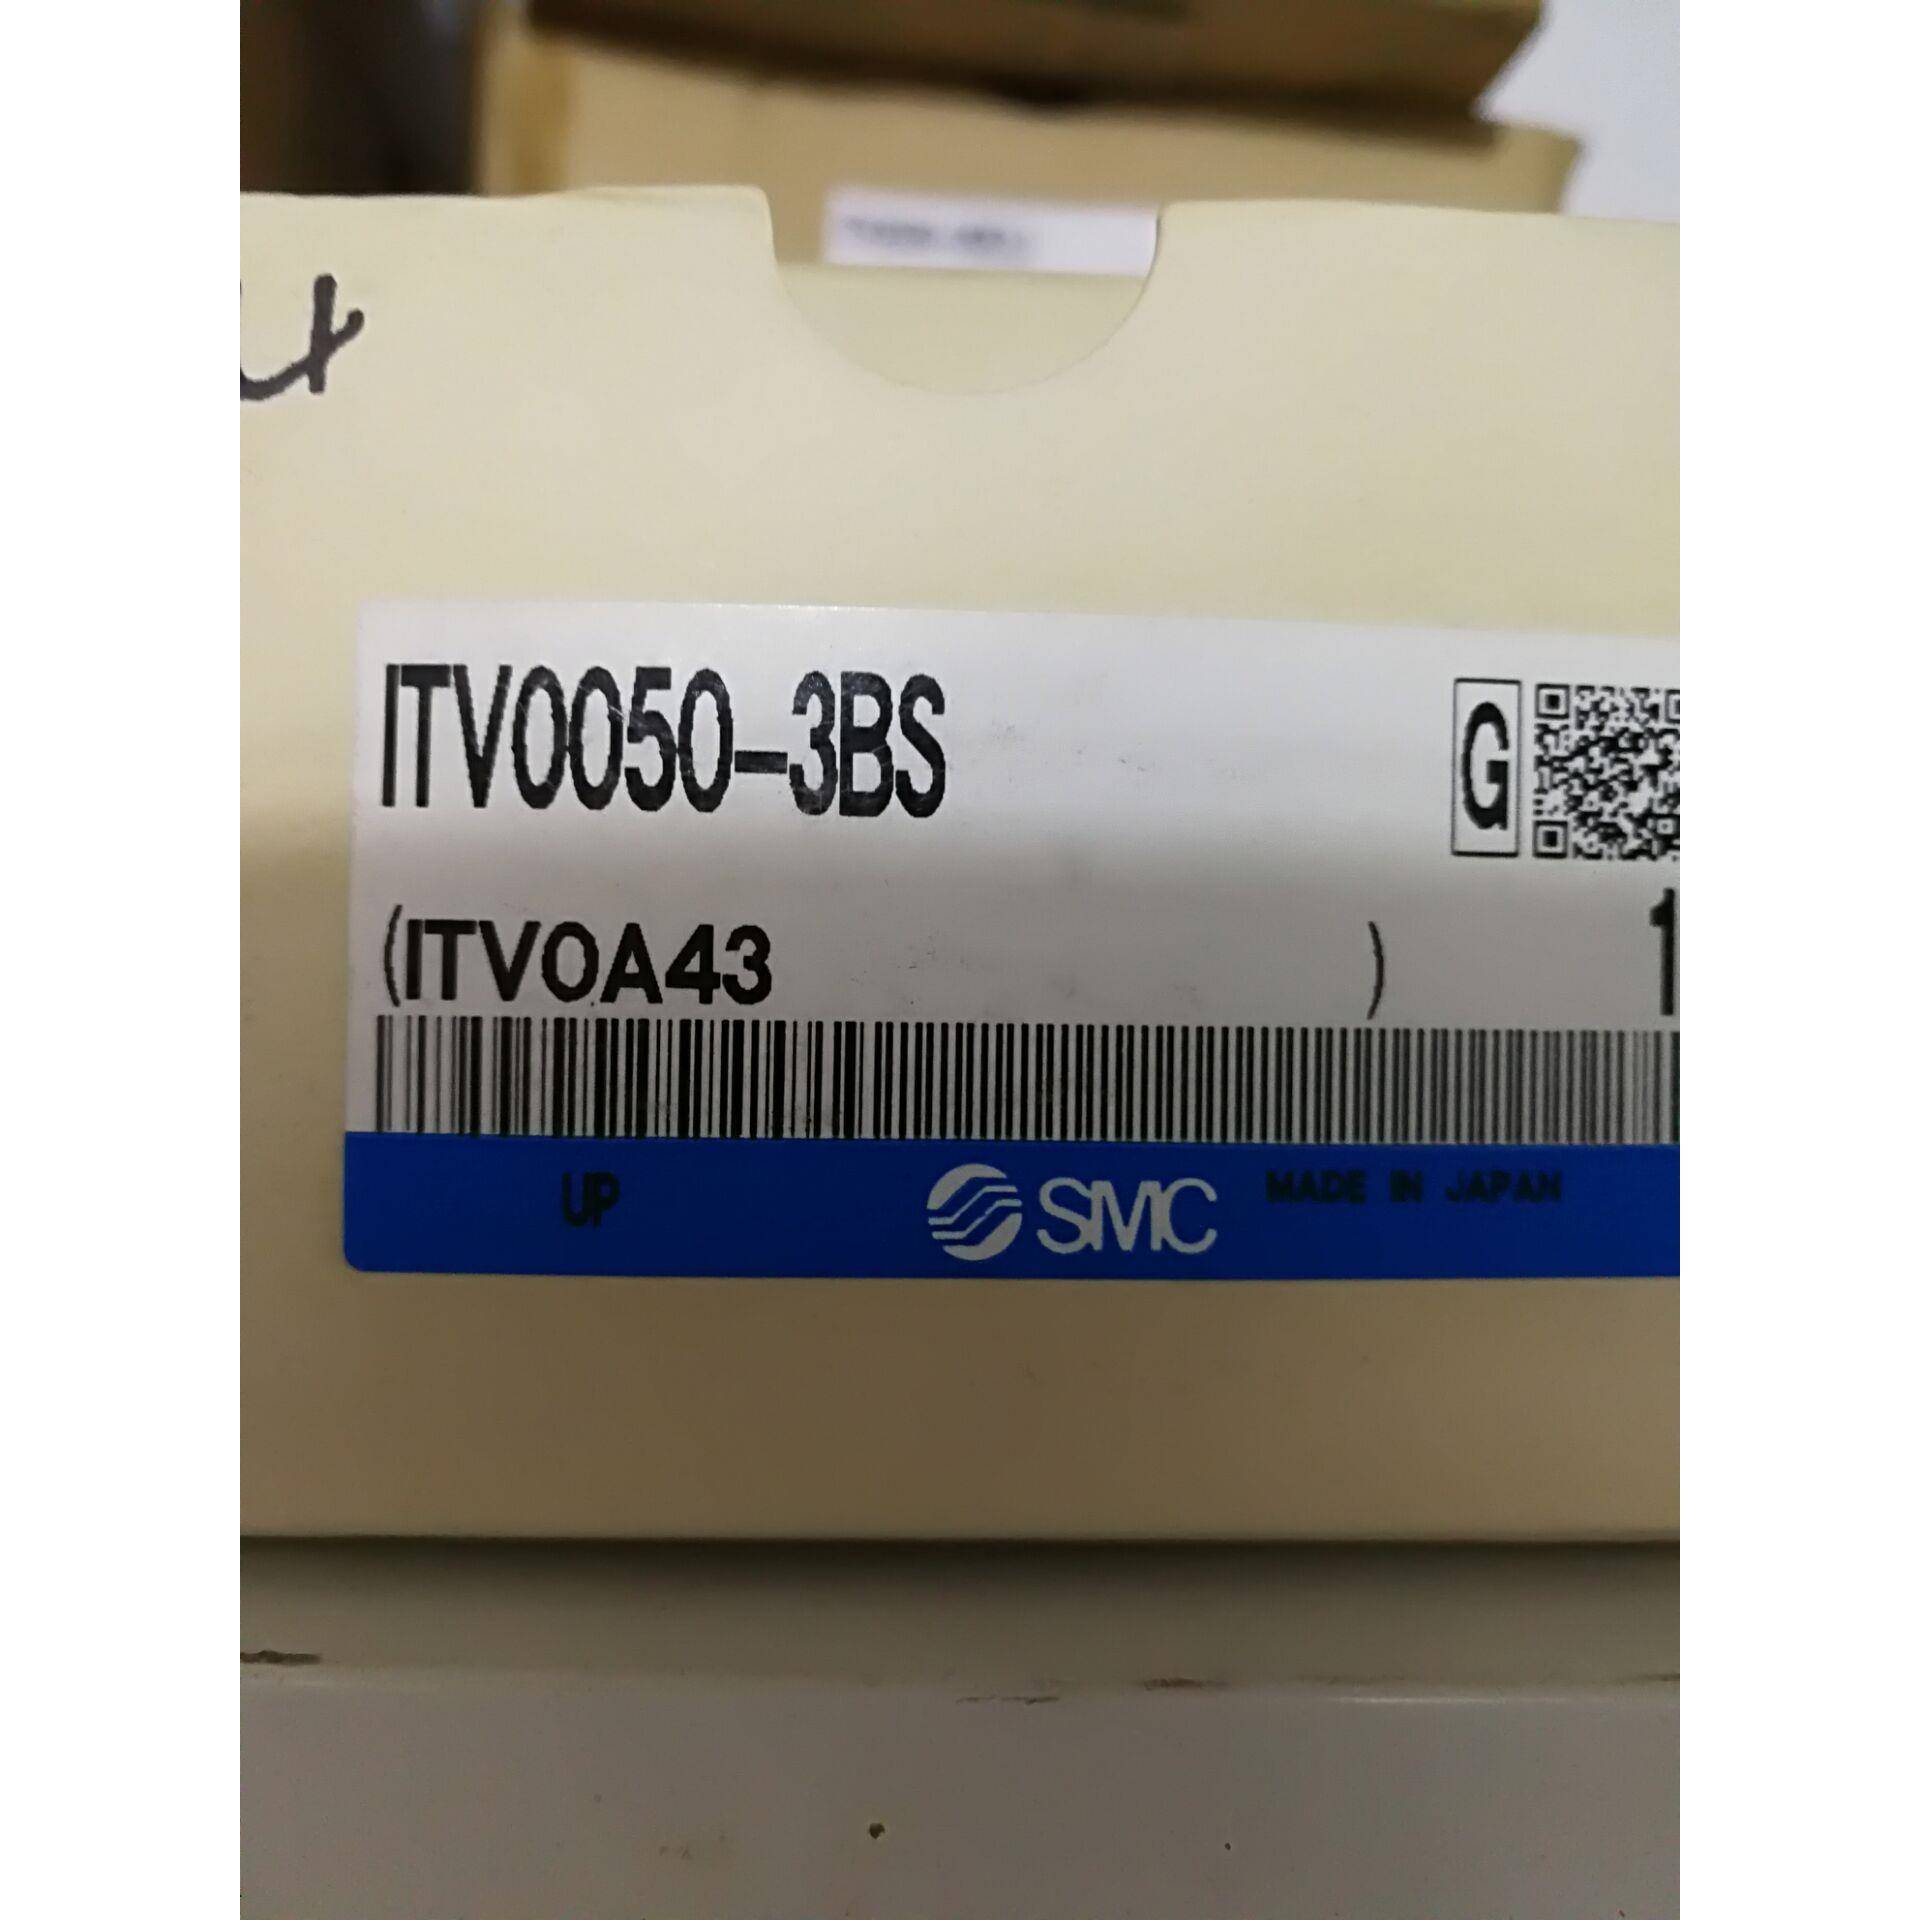 ITV0050-3BS
G
(ITV0A43 )
1
UP
SMC
MADE IN JAPAN